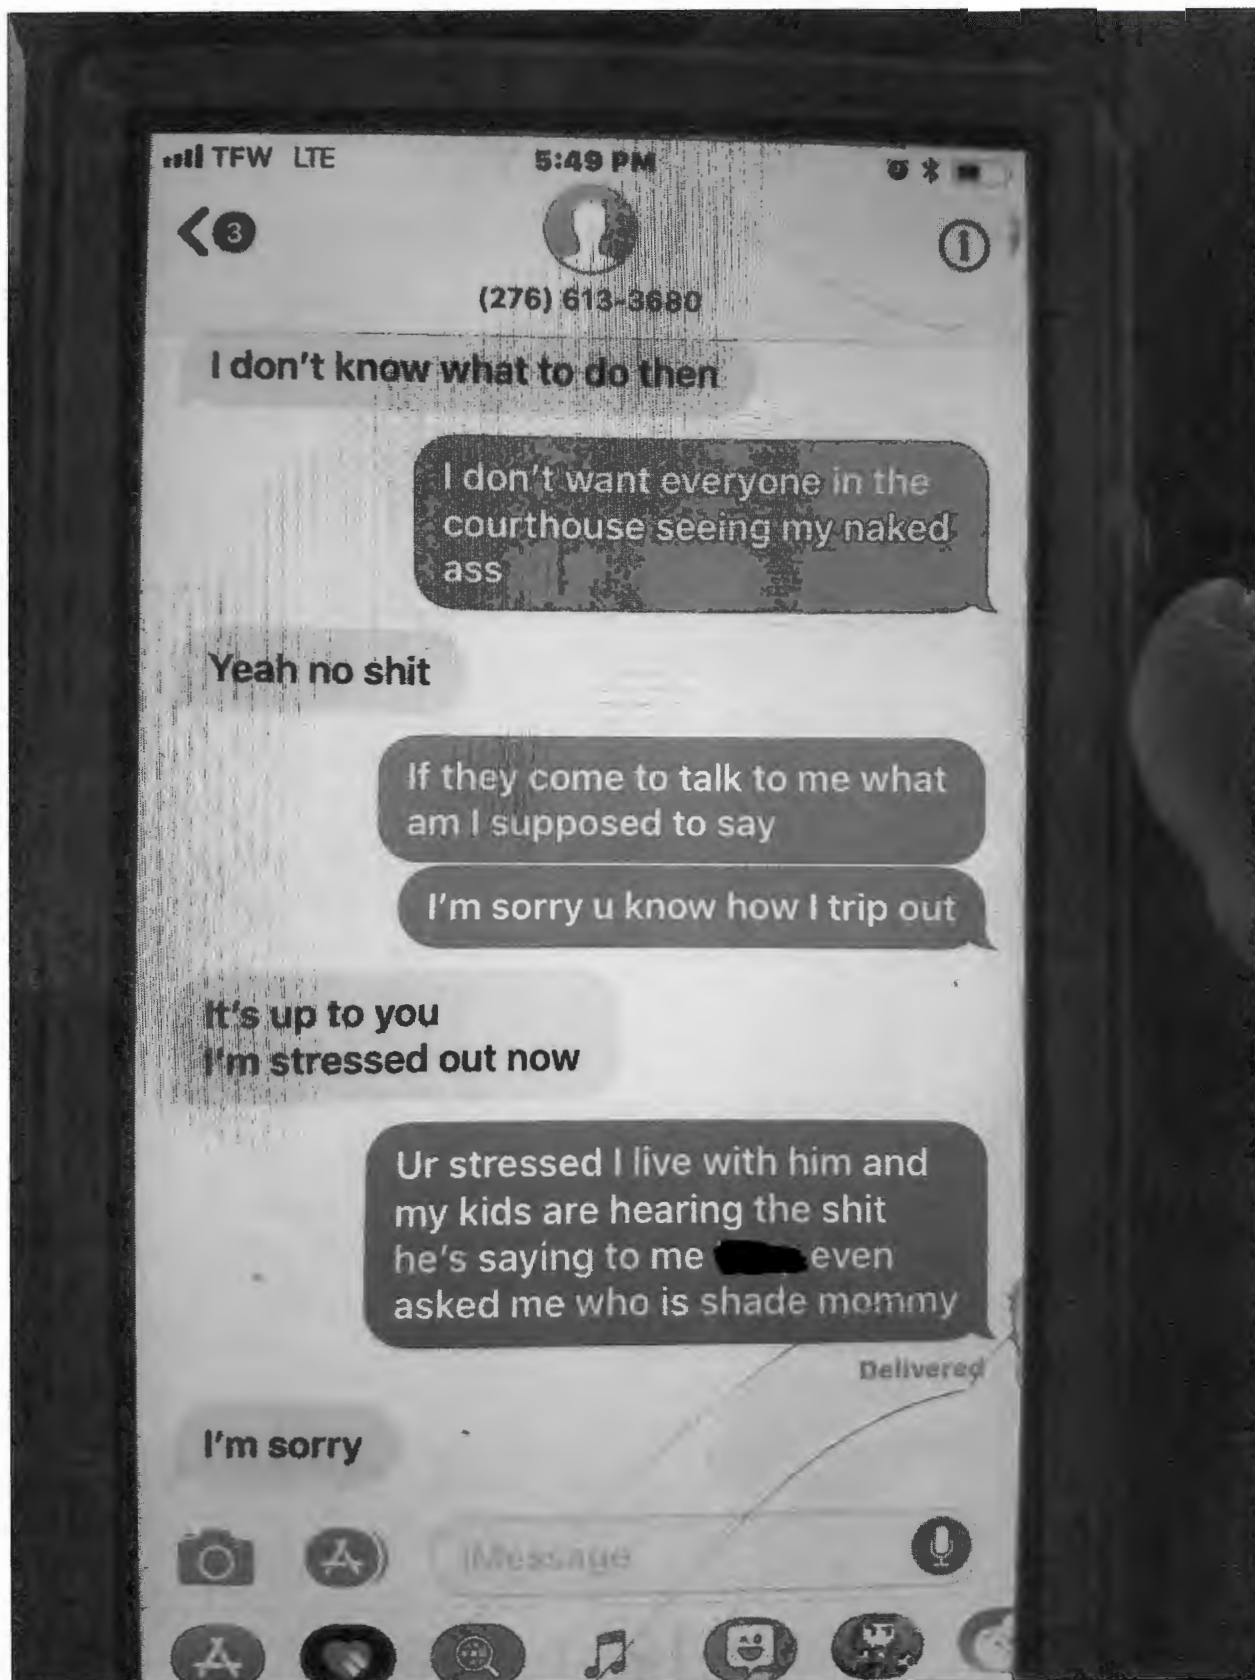 TFW LTE 5:49 PM
3
(276) 613-3680
I don't know what to do then
I don't want everyone in the
courthouse seeing my naked
ass
Yeah no shit
If they come to talk to me what
am I supposed to say
I'm sorry u know how I trip out
It's up to you
I'm stressed out now
Ur stressed I live with him and
my kids are hearing the shit
he's saying to me even
asked me who is shade mommy
Delivered
I'm sorry
iMessage